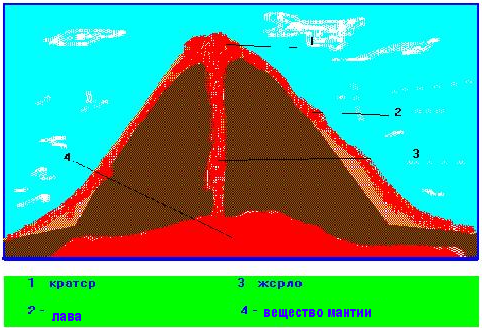 1
2
3
4
1 кратер 3 жерло
2 - лава 4 - вещество мантии